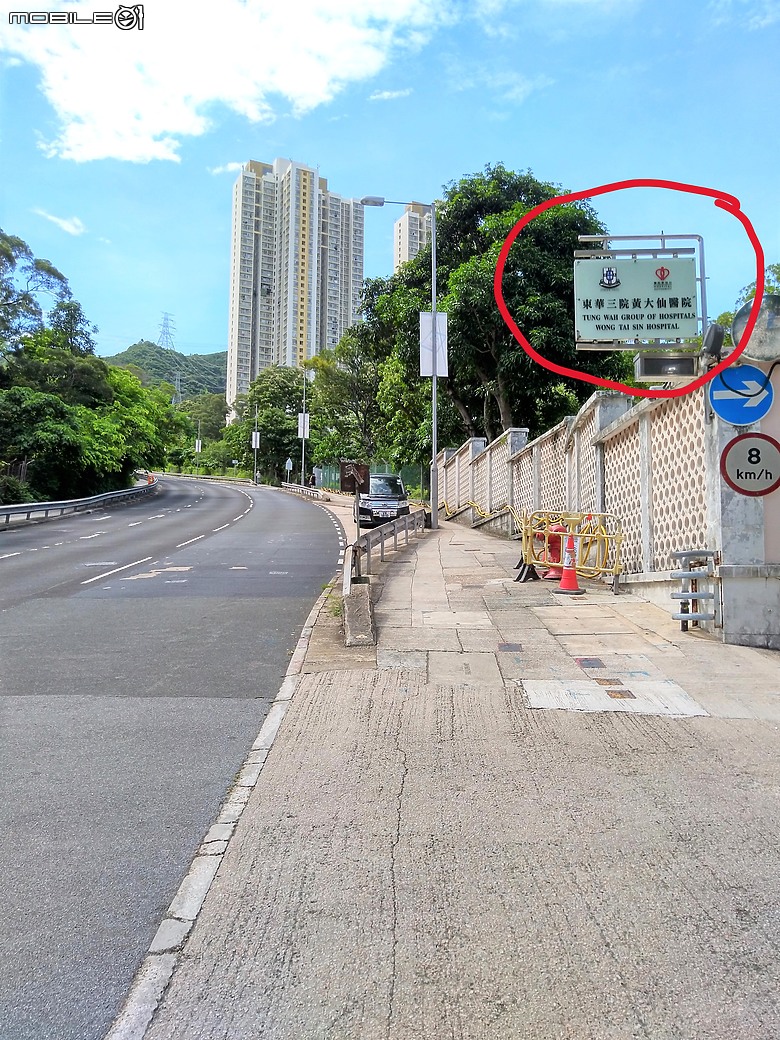 mobile01
東華三院黃大仙醫院
TUNG WAH GROUP OF HOSPITALS
WONG TAI SIN HOSPITAL
8
km/h